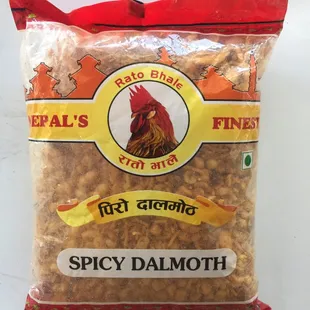 Rato Bhale
NEPAL'S FINEST
रातो भाले
पिरो दालमोठ
SPICY DALMOTH